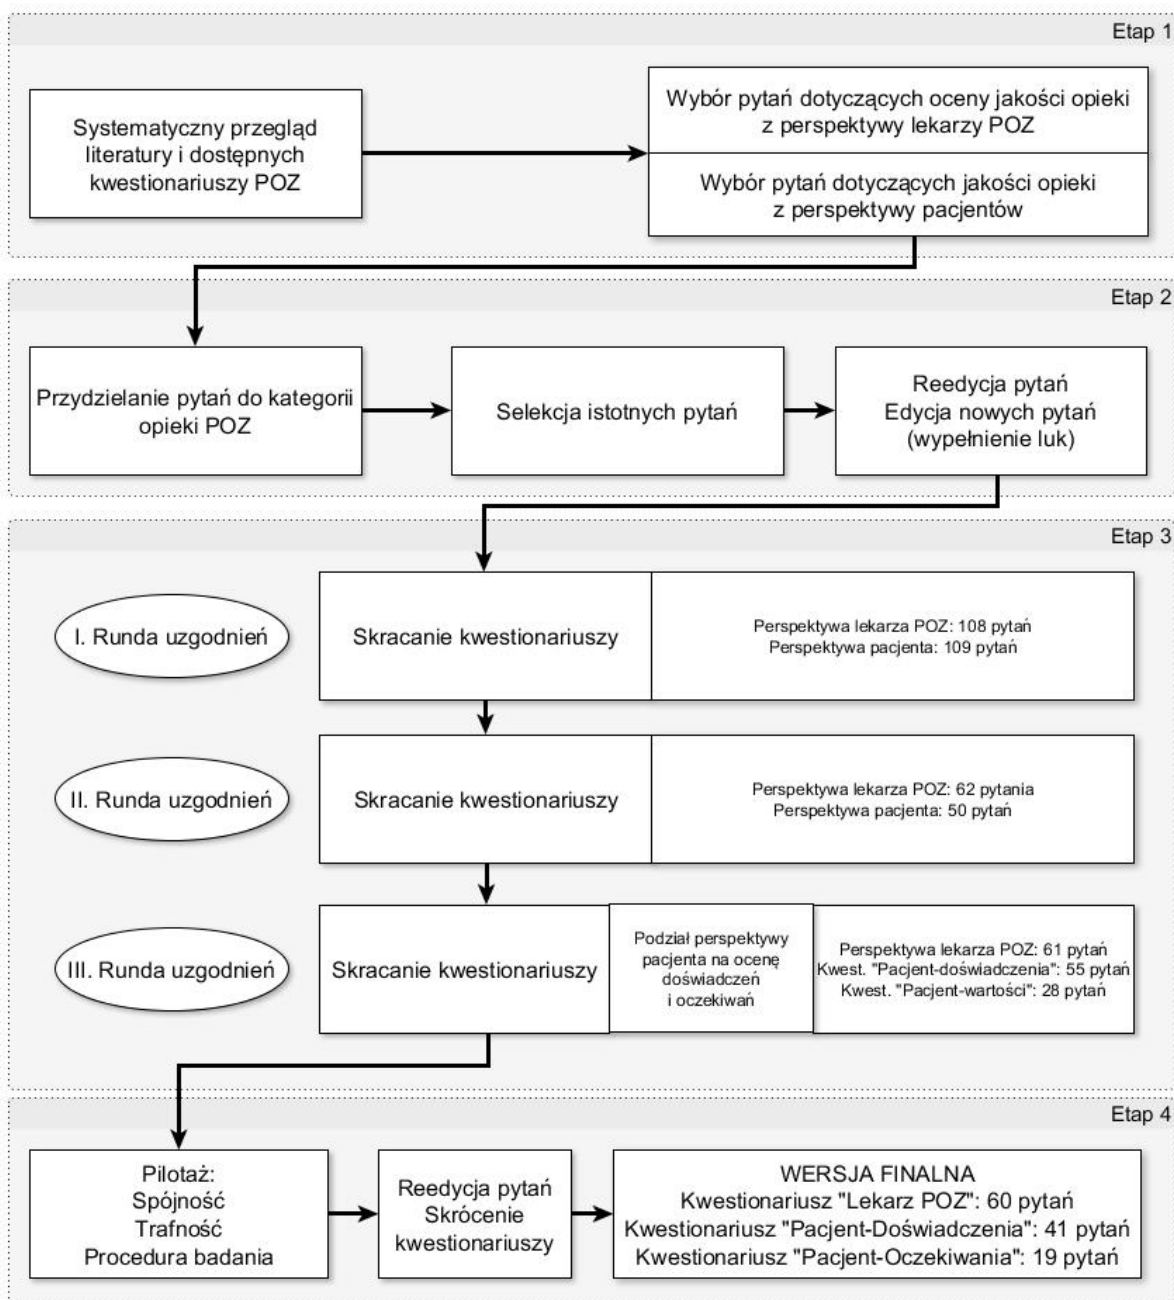 Etap 1
Systematyczny przegląd
literatury i dostępnych
kwestionariuszy POZ
Wybór pytań dotyczących oceny jakości opieki
z perspektywy lekarzy POZ
Wybór pytań dotyczących jakości opieki
z perspektywy pacjentów
Etap 2
Przydzielanie pytań do kategorii
opieki POZ
Selekcja istotnych pytań
Reedycja pytań
Edycja nowych pytań
(wypełnienie luk)
Etap 3
I. Runda uzgodnień
Skracanie kwestionariuszy
Perspektywa lekarza POZ: 108 pytań
Perspektywa pacjenta: 109 pytań
II. Runda uzgodnień
Skracanie kwestionariuszy
Perspektywa lekarza POZ: 62 pytania
Perspektywa pacjenta: 50 pytań
III. Runda uzgodnień
Skracanie kwestionariuszy
Podział perspektywy
pacjenta na ocenę
doświadczeń
i oczekiwań
Perspektywa lekarza POZ: 61 pytań
Kwest. "Pacjent-doświadczenia": 55 pytań
Kwest. "Pacjent-wartości": 28 pytań
Etap 4
Pilotaż:
Spójność
Trafność
Procedura badania
Reedycja pytań
Skrócenie
kwestionariuszy
WERSJA FINALNA
Kwestionariusz "Lekarz POZ": 60 pytań
Kwestionariusz "Pacjent-Doświadczenia": 41 pytań
Kwestionariusz "Pacjent-Oczekiwania": 19 pytań